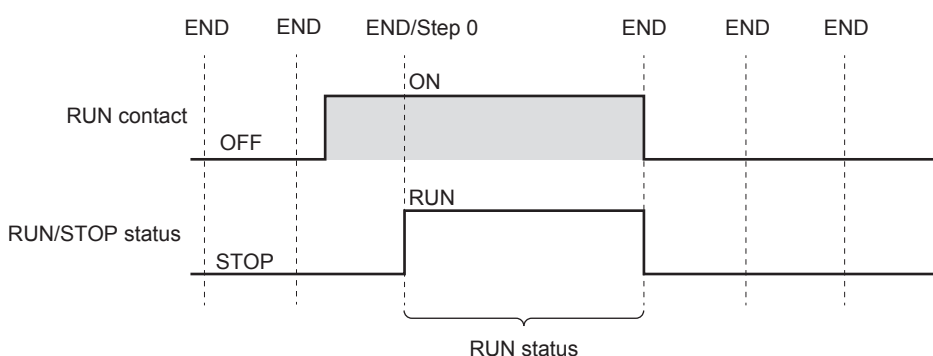 END END END/Step 0 END END END
ON
RUN contact
OFF
RUN
RUN/STOP status
STOP
RUN status